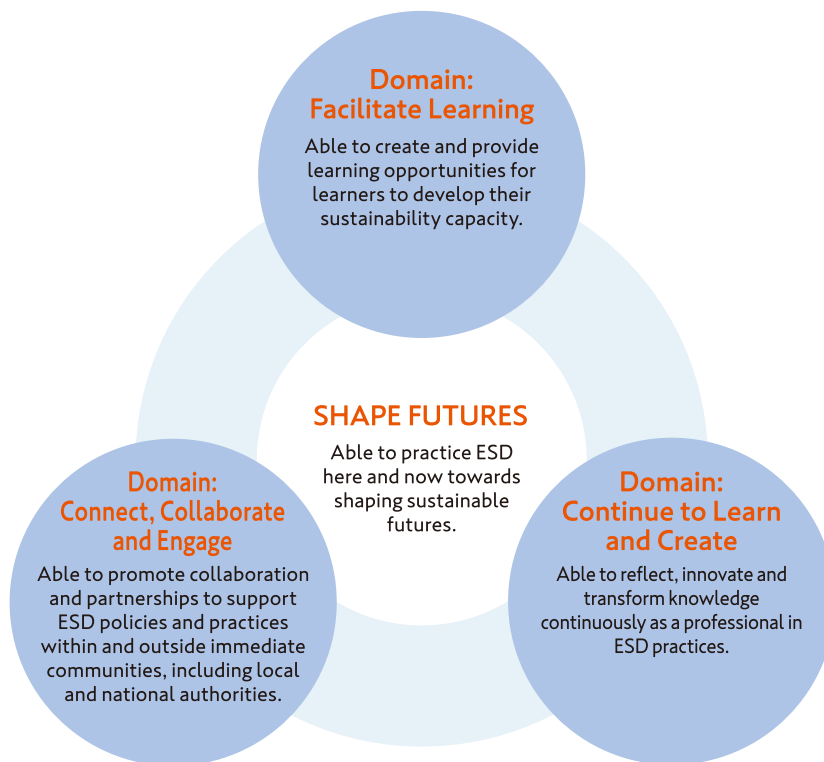 Domain:
Facilitate Learning
Able to create and provide
learning opportunities for
learners to develop their
sustainability capacity.
SHAPE FUTURES
Able to practice ESD
here and now towards
shaping sustainable
futures.
Domain:
Connect, Collaborate
and Engage
Able to promote collaboration
and partnerships to support
ESD policies and practices
within and outside immediate
communities, including local
and national authorities.
Domain:
Continue to Learn
and Create
Able to reflect, innovate and
transform knowledge
continuously as a professional in
ESD practices.